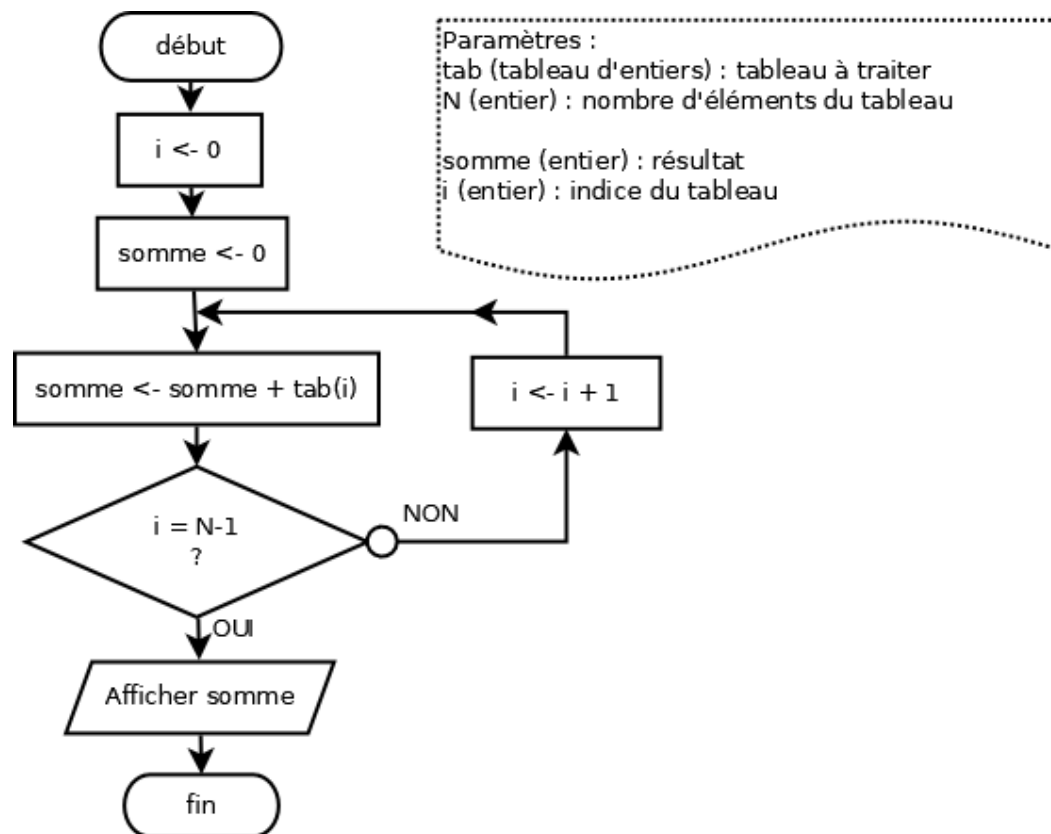 début
i <- 0
somme <- 0
somme <- somme + tab(i)
i <- i + 1
i = N-1
?
NON
OUI
Afficher somme
fin
Paramètres :
tab (tableau d'entiers) : tableau à traiter
N (entier) : nombre d'éléments du tableau
somme (entier) : résultat
i (entier) : indice du tableau